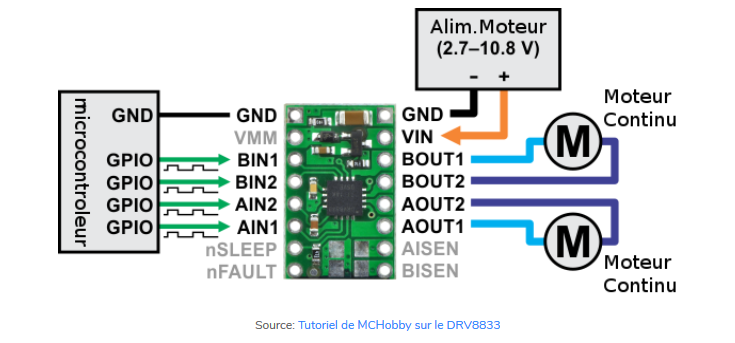 Alim.Moteur
(2.7–10.8 V)
- +
microcontroleur
GND
GPIO
GPIO
GPIO
GPIO
GND
VMM
BIN1
BIN2
AIN2
AIN1
nSLEEP
nFAULT
GND
VIN
BOUT1
BOUT2
AOUT2
AOUT1
AISEN
BISEN
Moteur
Continu
M
M
Moteur
Continu
Source: Tutoriel de MCHobby sur le DRV8833